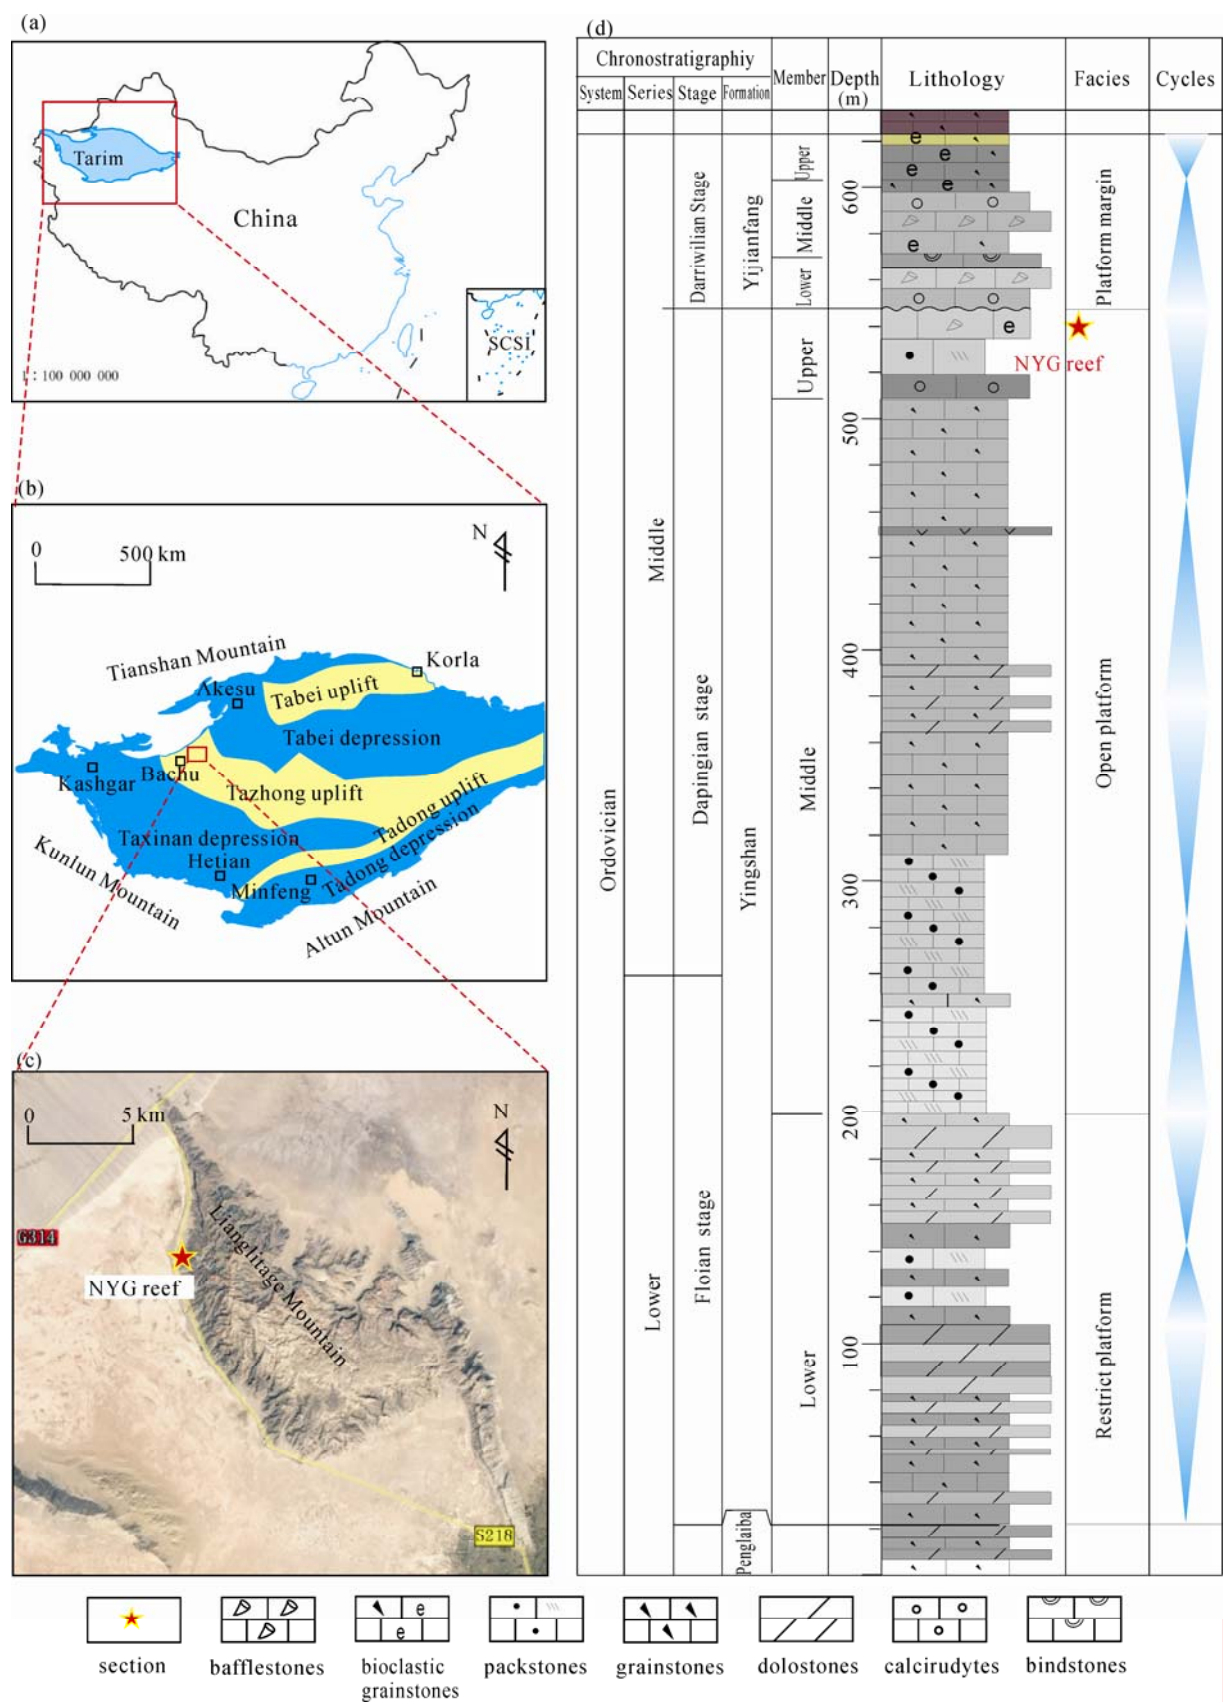 (a)
Tarim
China
SCSI
1：100 000 000
(b)
0
500 km
N
Tianshan Mountain
Korla
Akesu
Tabei uplift
Tabei depression
Kashgar
Bachu
Tazhong uplift
Tadong uplift
Taxinan depression
Tadong depression
Hetian
Minfeng
Kunlun Mountain
Altun Mountain
(c)
0
5 km
N
G314
Lianglitage Mountain
NYG reef
S218
(d)
Chronostratigraphiy
System
Series
Stage
Formation
Member
Depth
(m)
Lithology
Facies
Cycles
Ordovician
Middle
Lower
Darriwilian Stage
Dapingian stage
Floian stage
Yijianfang
Yingshan
Penglaiba
Upper
Middle
Lower
Upper
Middle
Lower
600
500
400
300
200
100
e
e
e
e
e
e
Platform margin
NYG reef
Open platform
Restrict platform
section
bafflestones
e
e
bioclastic
grainstones
packstones
grainstones
dolostones
calcirudytes
bindstones